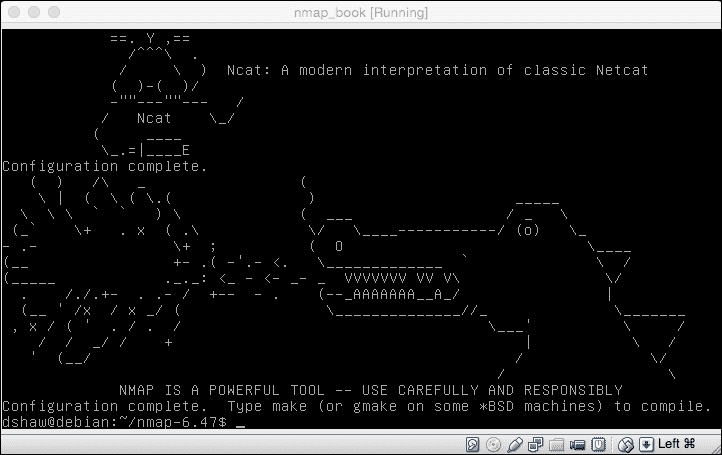 nmap_book [Running]
Ncat: A modern interpretation of classic Netcat
Ncat
Configuration complete.
NMAP IS A POWERFUL TOOL -- USE CAREFULLY AND RESPONSIBLY
Configuration complete.  Type make (or gmake on some *BSD machines) to compile.
dshaw@debian:~/nmap-6.47$ _
Left ⌘